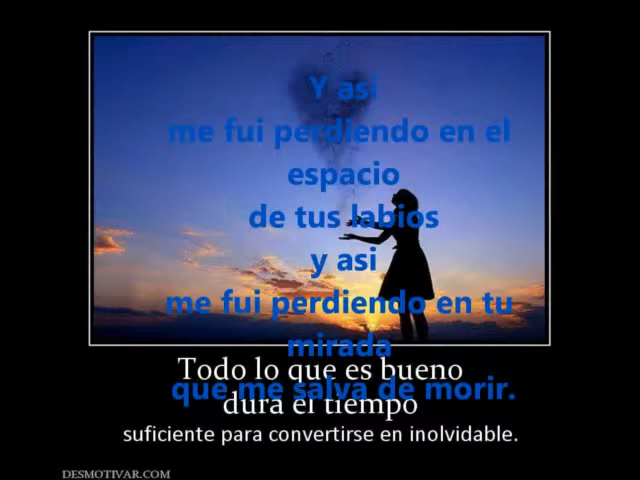 Y asi
me fui perdiendo en el
espacio
de tus labios
y asi
me fui perdiendo en tu
mirada
que me salva de morir.
Todo lo que es bueno
dura el tiempo
suficiente para convertirse en inolvidable.
DESMOTIVAR.COM